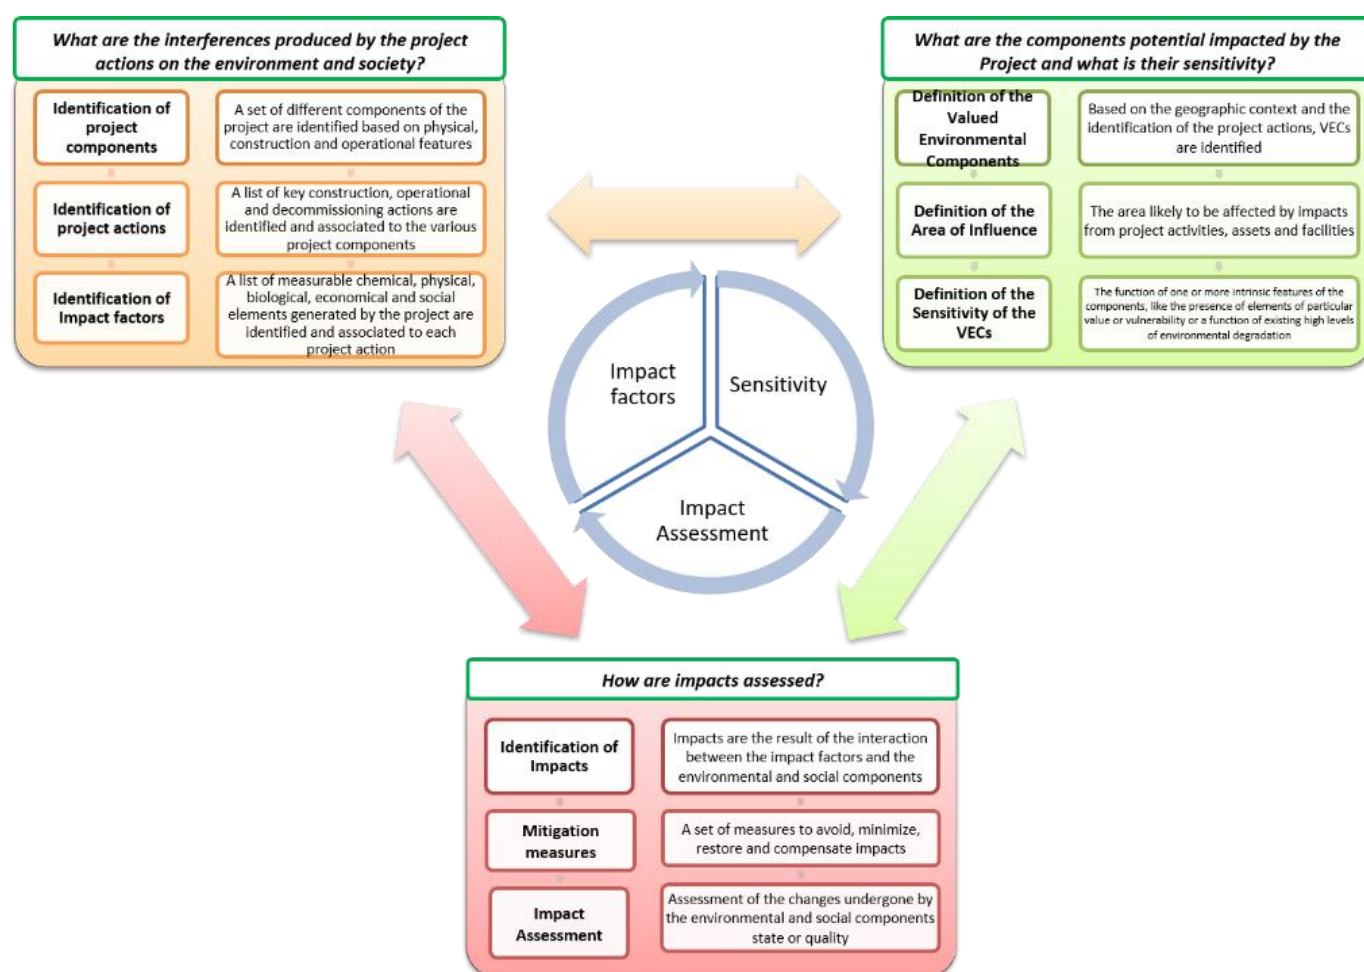 What are the interferences produced by the project
actions on the environment and society?
Identification of
project
components
A set of different components of the
project are identified based on physical,
construction and operational features
Identification of
project actions
A list of key construction, operational
and decommissioning actions are
identified and associated to the various
project components
Identification of
Impact factors
A list of measurable chemical, physical,
biological, economical and social
elements generated by the project are
identified and associated to each
project action
What are the components potential impacted by the
Project and what is their sensitivity?
Definition of the
Valued
Environmental
Components
Based on the geographic context and the
identification of the project actions, VECs
are identified
Definition of the
Area of Influence
The area likely to be affected by impacts
from project activities, assets and facilities
Definition of the
Sensitivity of the
VECs
The function of one or more intrinsic features of the
components, like the presence of elements of particular
value or vulnerability or a function of existing high levels
of environmental degradation
Impact
factors
Sensitivity
Impact
Assessment
How are impacts assessed?
Identification of
Impacts
Impacts are the result of the interaction
between the impact factors and the
environmental and social components
Mitigation
measures
A set of measures to avoid, minimize,
restore and compensate impacts
Impact
Assessment
Assessment of the changes undergone by
the environmental and social components
state or quality